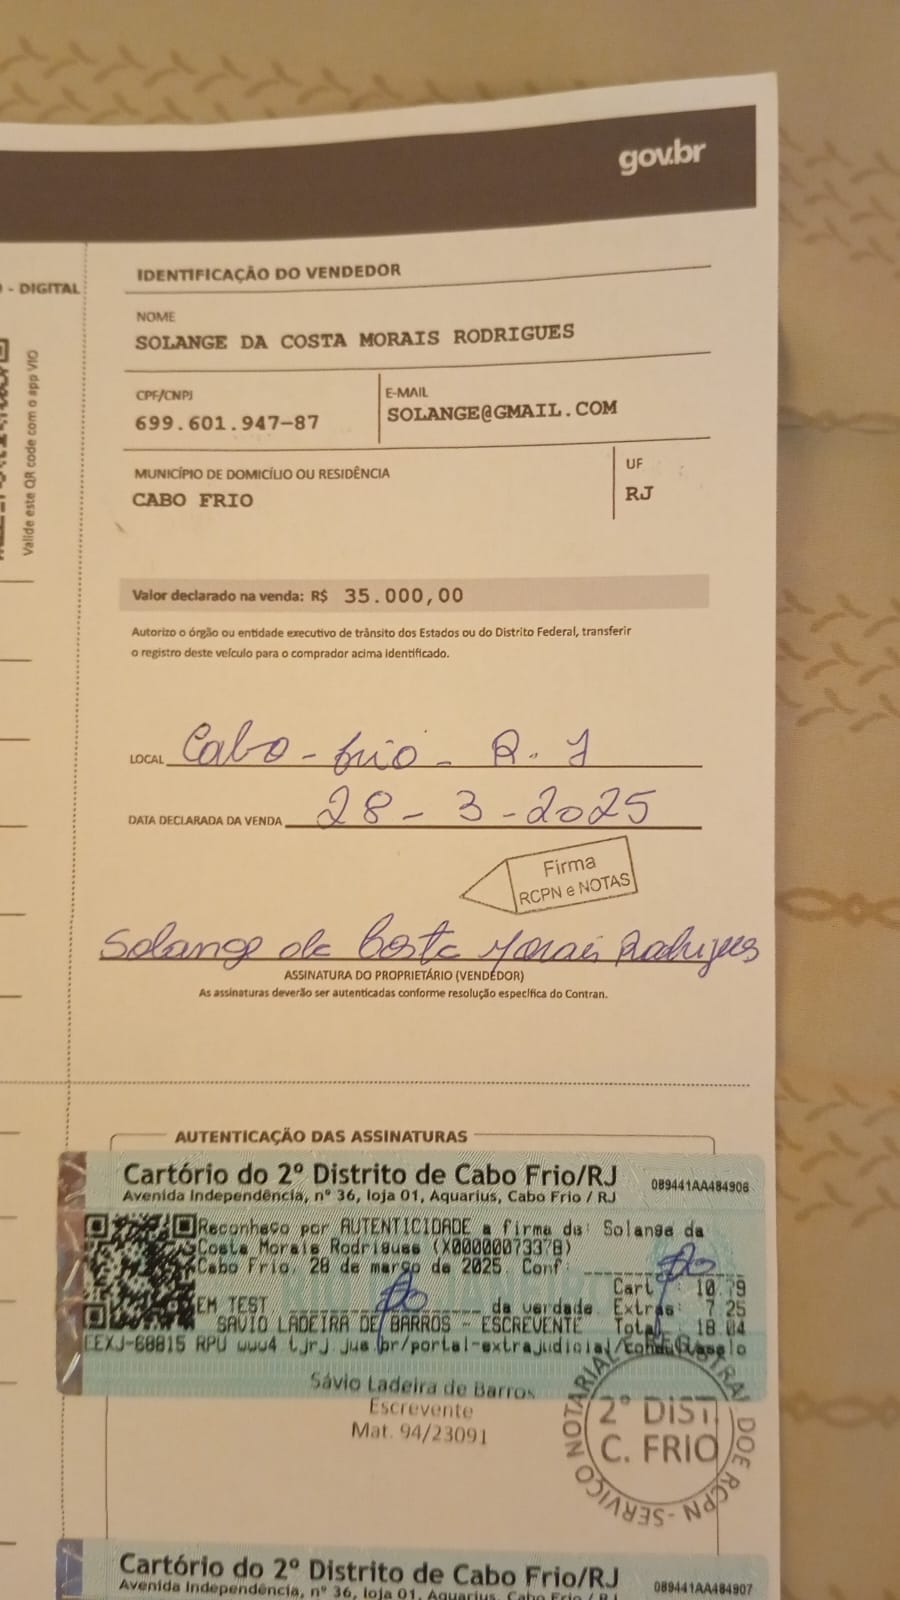 gov.br
- DIGITAL
IDENTIFICAÇÃO DO VENDEDOR
Valide este QR code com o app VIO
NOME
SOLANGE DA COSTA MORAIS RODRIGUES
CPF/CNPJ
699.601.947-87
E-MAIL
SOLANGE@GMAIL.COM
MUNICÍPIO DE DOMICÍLIO OU RESIDÊNCIA
CABO FRIO
UF
RJ
Valor declarado na venda: R$ 35.000,00
Autorizo o órgão ou entidade executivo de trânsito dos Estados ou do Distrito Federal, transferir
o registro deste veículo para o comprador acima identificado.
LOCAL Cabo-frio - R.J
DATA DECLARADA DA VENDA 28-3-2025
Firma
RCPN e NOTAS
Solange da Costa Morais Rodrigues
ASSINATURA DO PROPRIETÁRIO (VENDEDOR)
As assinaturas deverão ser autenticadas conforme resolução específica do Contran.
AUTENTICAÇÃO DAS ASSINATURAS
Cartório do 2º Distrito de Cabo Frio/RJ
089441AA484906
Avenida Independência, nº 36, loja 01, Aquarius, Cabo Frio / RJ
Reconheço por AUTENTICIDADE a firma de: Solange da
Costa Morais Rodrigues (X00000073378)
Cabo Frio, 28 de março de 2025. Conf:
Cart: 10.79
EM TEST da verdade. Extras: 7.25
SÁVIO LADEIRA DE BARROS - ESCREVENTE Total: 18.04
EEXJ-68815 RPU www4.tjrj.jus.br/portal-extrajudicial/
Sávio Ladeira de Barros
Escrevente
Mat. 94/23091
2º DIST.
C. FRIO
RCPN - SERVIÇO NOTARIAL
Cartório do 2º Distrito de Cabo Frio/RJ
089441AA484907
Avenida Independência, nº 36, loja 01, Aquarius, Cabo Frio / RJ